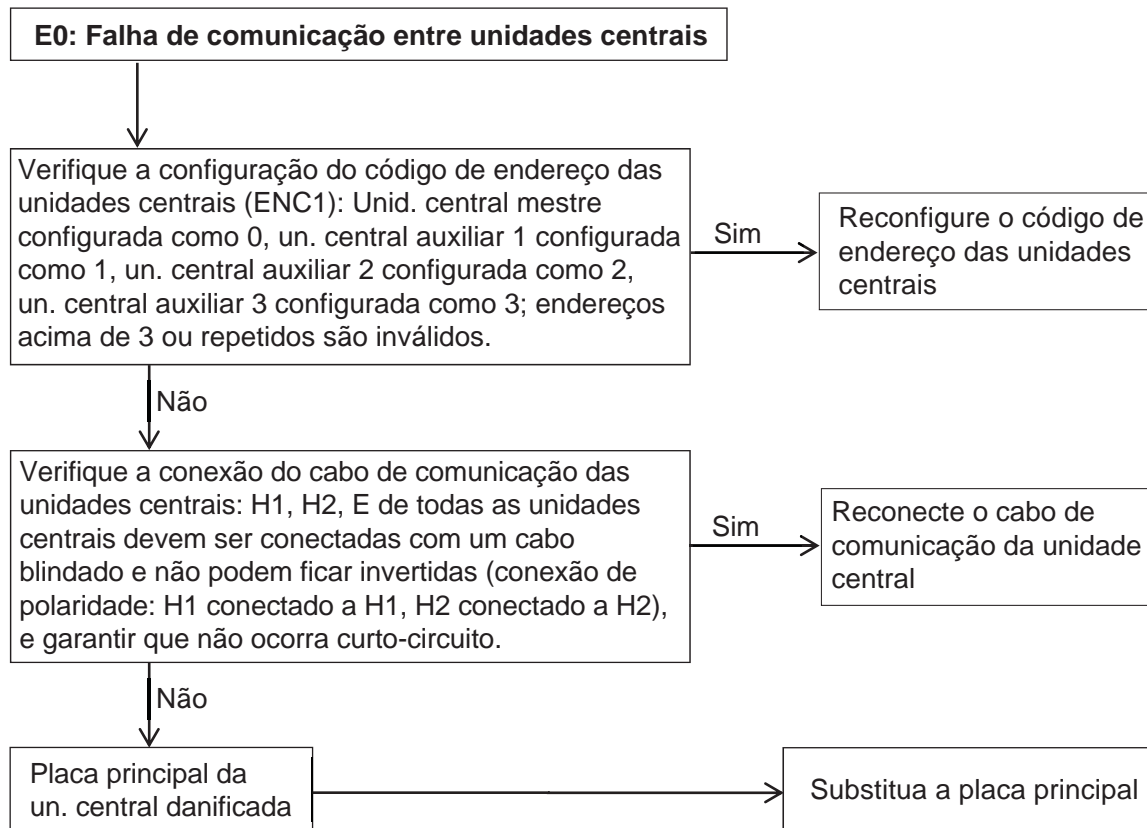 E0: Falha de comunicação entre unidades centrais
Verifique a configuração do código de endereço das
unidades centrais (ENC1): Unid. central mestre
configurada como 0, un. central auxiliar 1 configurada
como 1, un. central auxiliar 2 configurada como 2,
un. central auxiliar 3 configurada como 3; endereços
acima de 3 ou repetidos são inválidos.
Sim
Reconfigure o código de
endereço das unidades
centrais
Não
Verifique a conexão do cabo de comunicação das
unidades centrais: H1, H2, E de todas as unidades
centrais devem ser conectadas com um cabo
blindado e não podem ficar invertidas (conexão de
polaridade: H1 conectado a H1, H2 conectado a H2),
e garantir que não ocorra curto-circuito.
Sim
Reconecte o cabo de
comunicação da unidade
central
Não
Placa principal da
un. central danificada
Substitua a placa principal